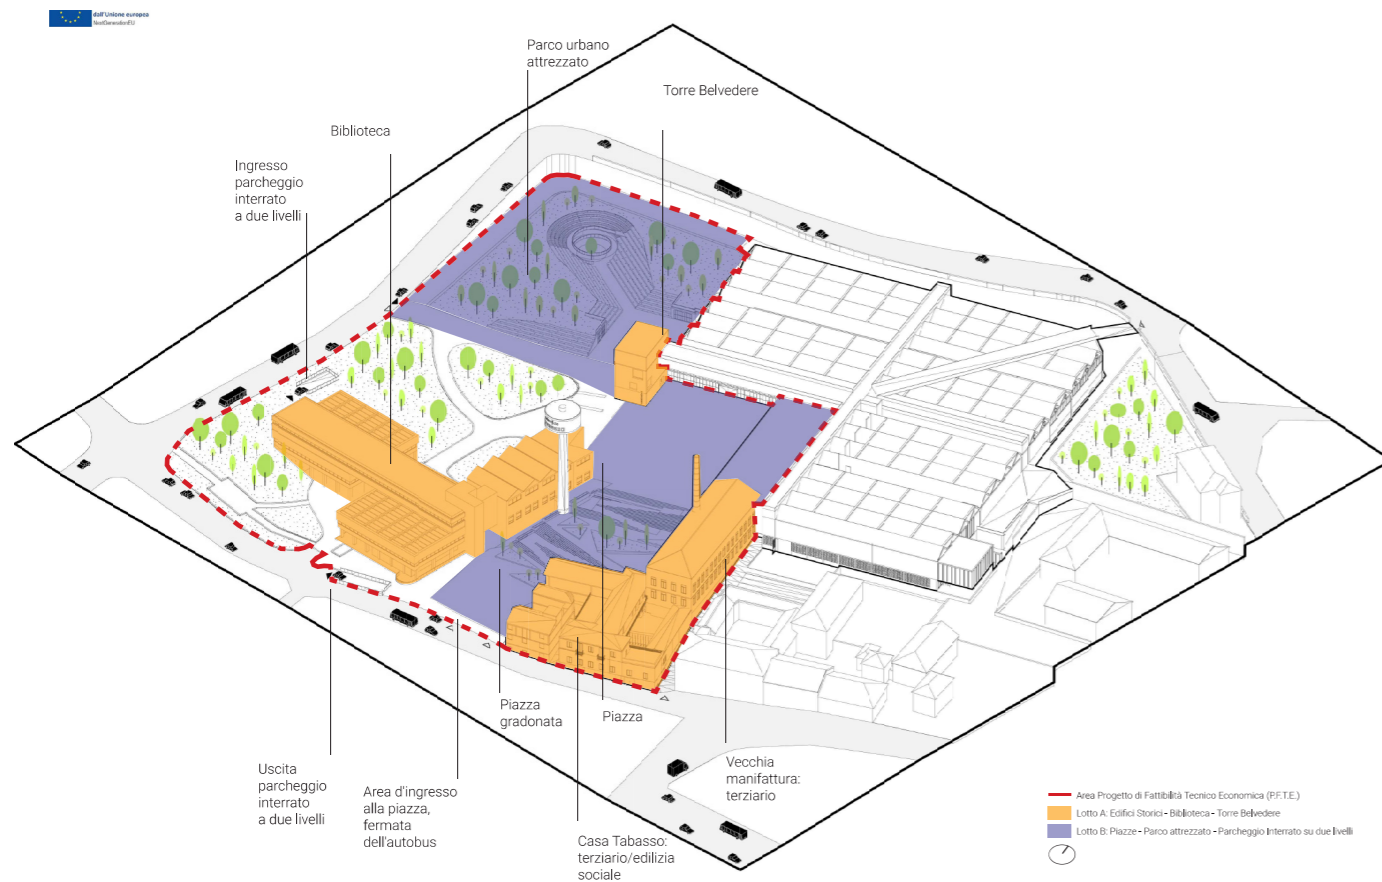 dall'Unione europea
NextGenerationEU
Parco urbano
attrezzato
Torre Belvedere
Biblioteca
Ingresso
parcheggio
interrato
a due livelli
Piazza
gradonata
Piazza
Vecchia
manifattura:
terziario
Uscita
parcheggio
interrato
a due livelli
Area d'ingresso
alla piazza,
fermata
dell'autobus
Casa Tabasso:
terziario/edilizia
sociale
Area Progetto di Fattibilità Tecnico Economica (P.F.T.E.)
Lotto A: Edifici Storici - Biblioteca - Torre Belvedere
Lotto B: Piazze - Parco attrezzato - Parcheggio Interrato su due livelli